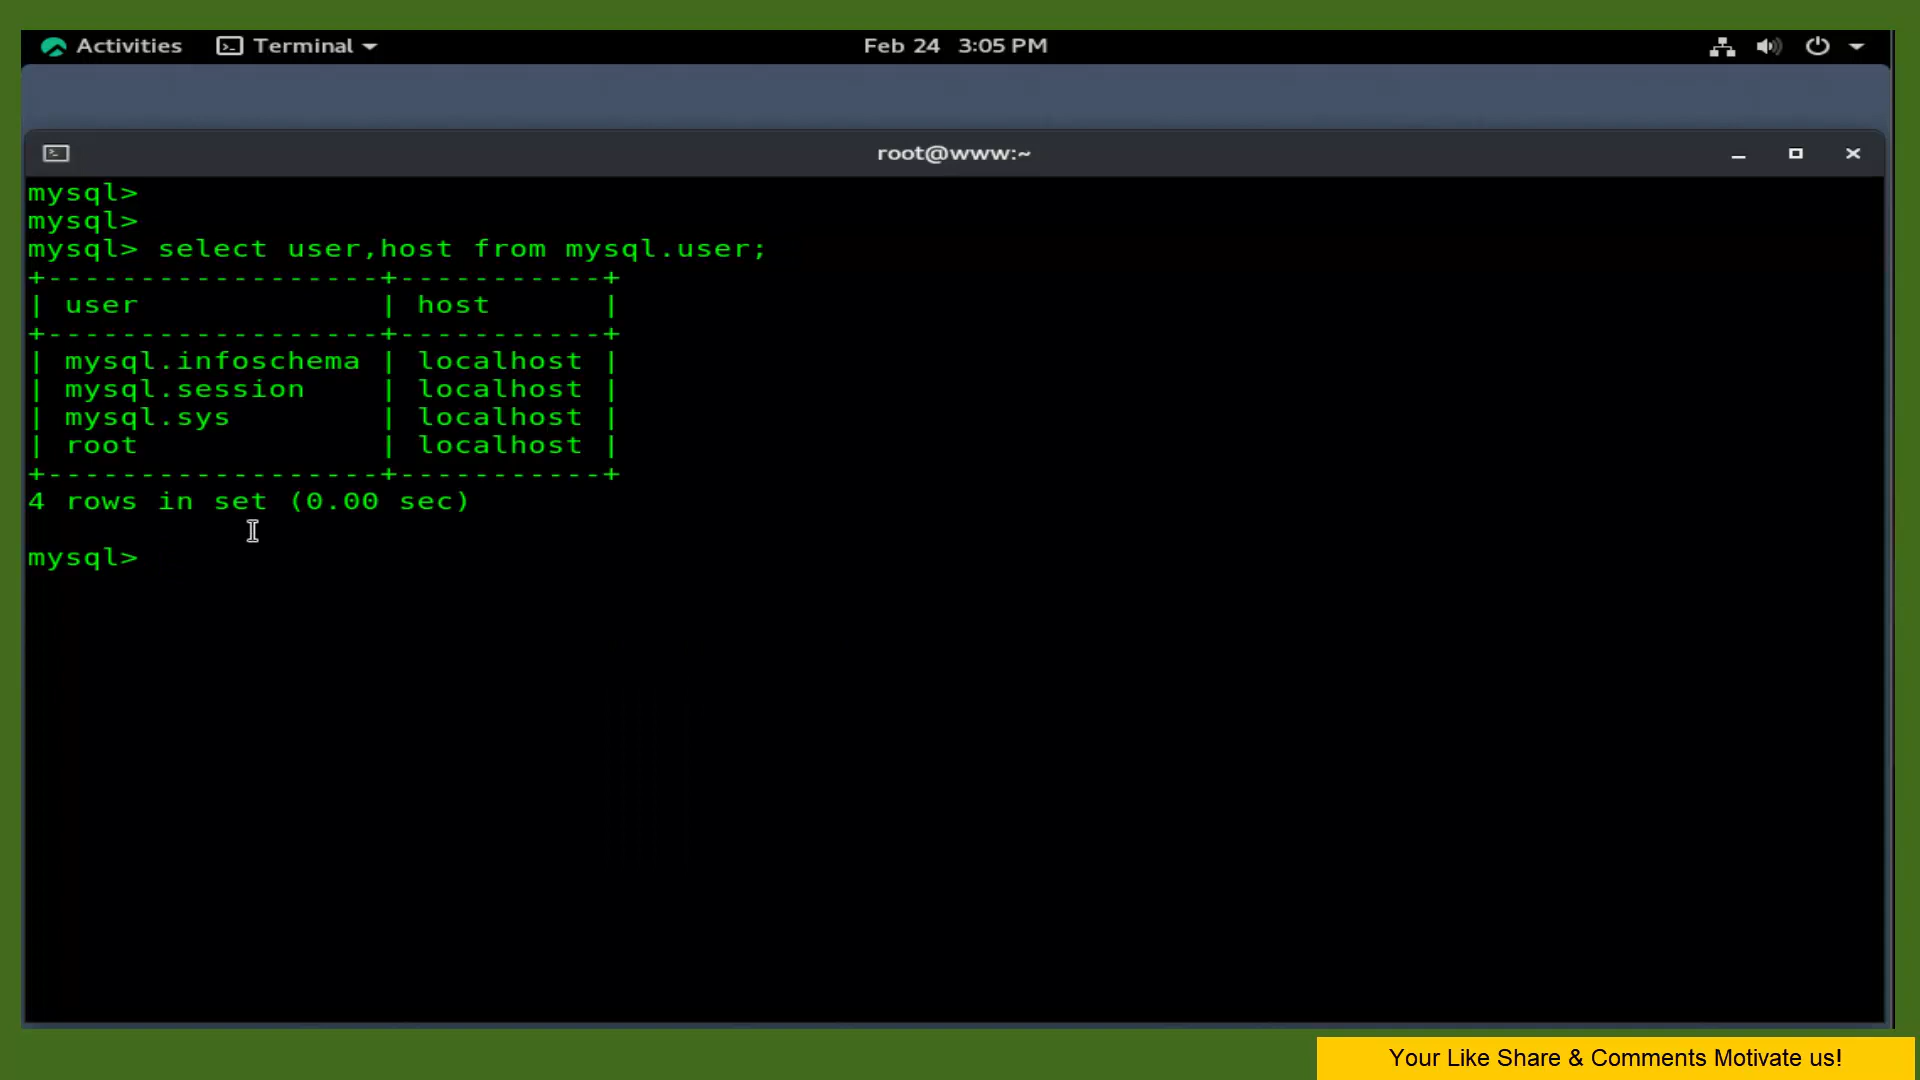 Activities Terminal Feb 24 3:05 PM
root@www:~
mysql>
mysql>
mysql> select user,host from mysql.user;
+------------------+-----------+
| user             | host      |
+------------------+-----------+
| mysql.infoschema | localhost |
| mysql.session    | localhost |
| mysql.sys        | localhost |
| root             | localhost |
+------------------+-----------+
4 rows in set (0.00 sec)
mysql>
Your Like Share & Comments Motivate us!